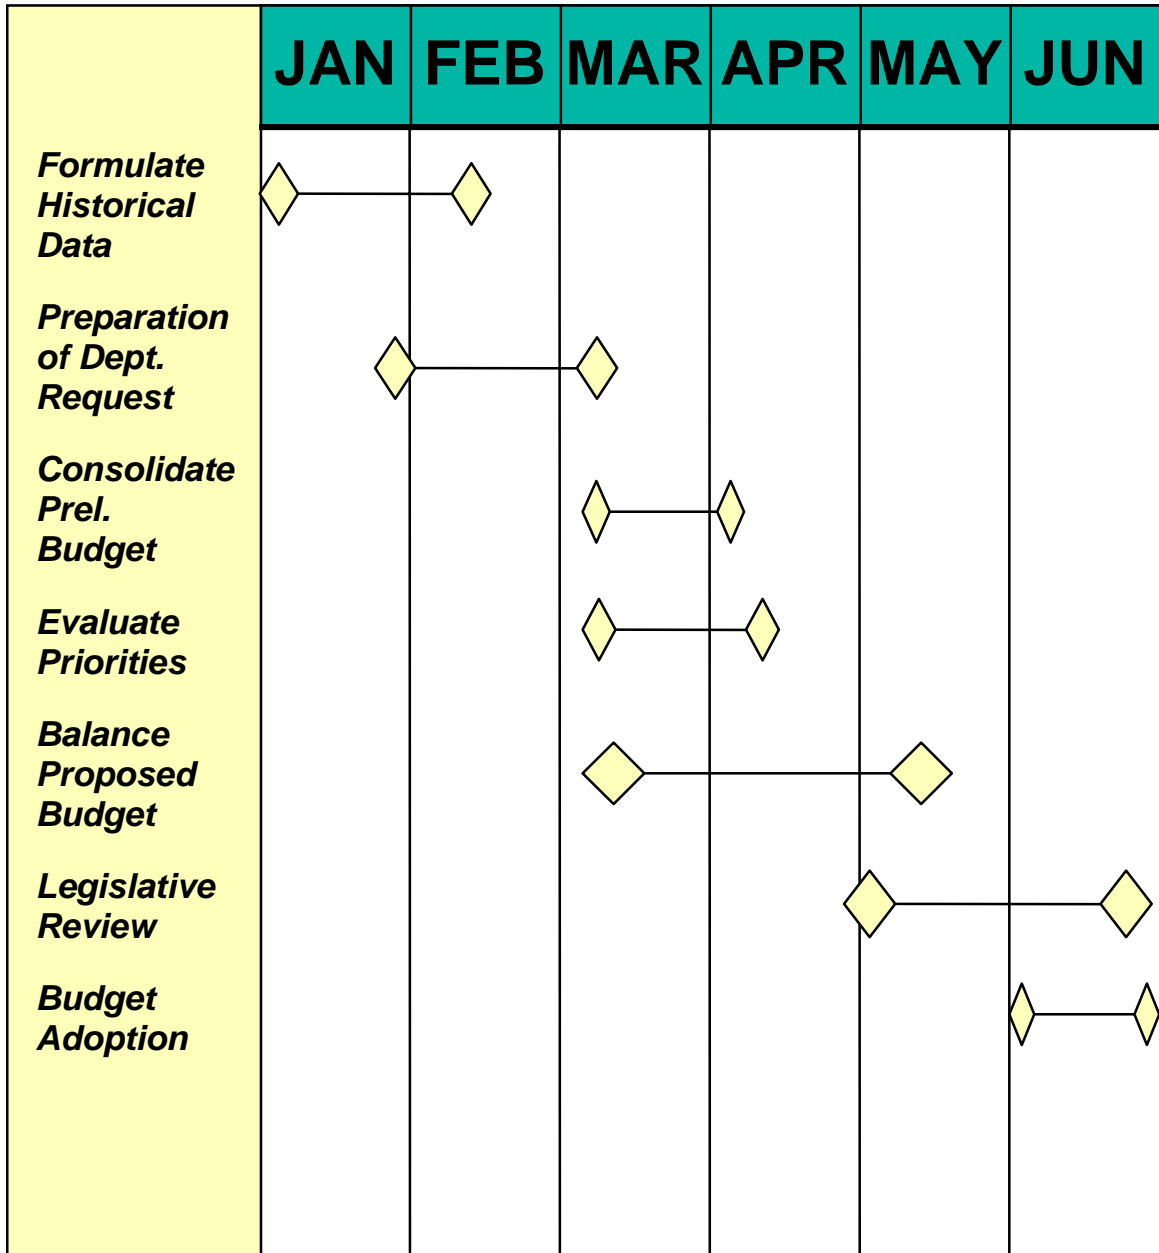 JAN FEB MAR APR MAY JUN
Formulate
Historical
Data
Preparation
of Dept.
Request
Consolidate
Prel.
Budget
Evaluate
Priorities
Balance
Proposed
Budget
Legislative
Review
Budget
Adoption